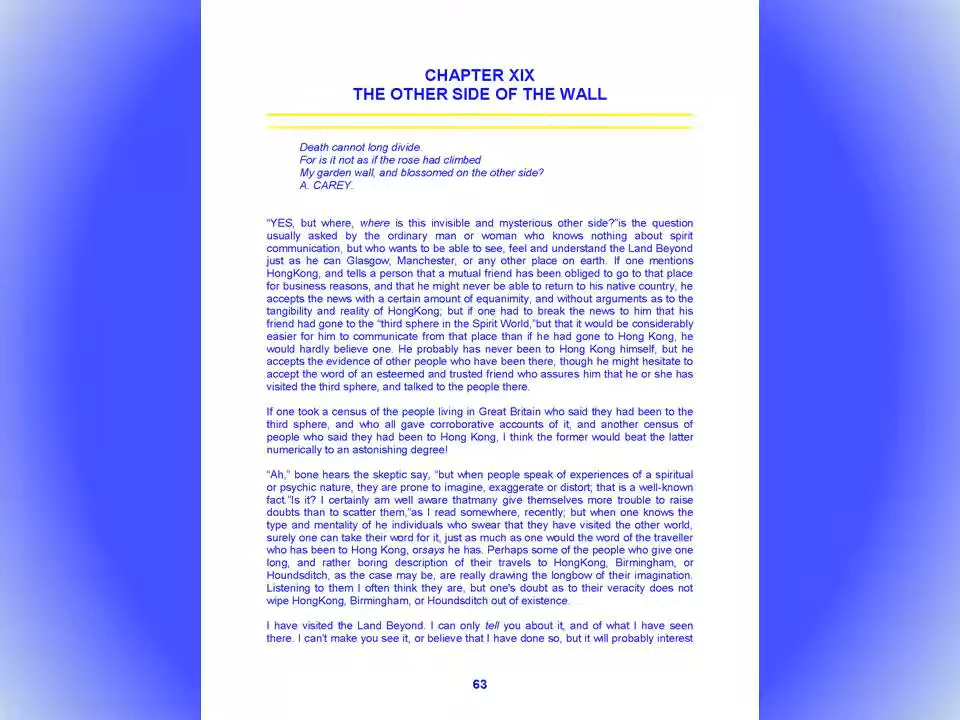 CHAPTER XIX
THE OTHER SIDE OF THE WALL
Death cannot long divide.
For is it not as if the rose had climbed
My garden wall, and blossomed on the other side?
A. CAREY.
"YES, but where, where is this invisible and mysterious other side?"is the question
usually asked by the ordinary man or woman who knows nothing about spirit
communication, but who wants to be able to see, feel and understand the Land Beyond
just as he can Glasgow, Manchester, or any other place on earth. If one mentions
HongKong, and tells a person that a mutual friend has been obliged to go to that place
for business reasons, and that he might never be able to return to his native country, he
accepts the news with a certain amount of equanimity, and without arguments as to the
tangibility and reality of HongKong; but if one had to break the news to him that his
friend had gone to the “third sphere in the Spirit World,”but that it would be considerably
easier for him to communicate from that place than if he had gone to Hong Kong, he
would hardly believe one. He probably has never been to Hong Kong himself, but he
accepts the evidence of other people who have been there, though he might hesitate to
accept the word of an esteemed and trusted friend who assures him that he or she has
visited the third sphere, and talked to the people there.
If one took a census of the people living in Great Britain who said they had been to the
third sphere, and who all gave corroborative accounts of it, and another census of
people who said they had been to Hong Kong, I think the former would beat the latter
numerically to an astonishing degree!
“Ah,” bone hears the skeptic say, “but when people speak of experiences of a spiritual
or psychic nature, they are prone to imagine, exaggerate or distort; that is a well-known
fact.”Is it? I certainly am well aware thatmany give themselves more trouble to raise
doubts than to scatter them,”as I read somewhere, recently; but when one knows the
type and mentality of he individuals who swear that they have visited the other world,
surely one can take their word for it, just as much as one would the word of the traveller
who has been to Hong Kong, orsays he has. Perhaps some of the people who give one
long, and rather boring description of their travels to HongKong, Birmingham, or
Houndsditch, as the case may be, are really drawing the longbow of their imagination.
Listening to them I often think they are, but one's doubt as to their veracity does not
wipe HongKong, Birmingham, or Houndsditch out of existence.
I have visited the Land Beyond. I can only tell you about it, and of what I have seen
there. I can't make you see it, or believe that I have done so, but it will probably interest
63